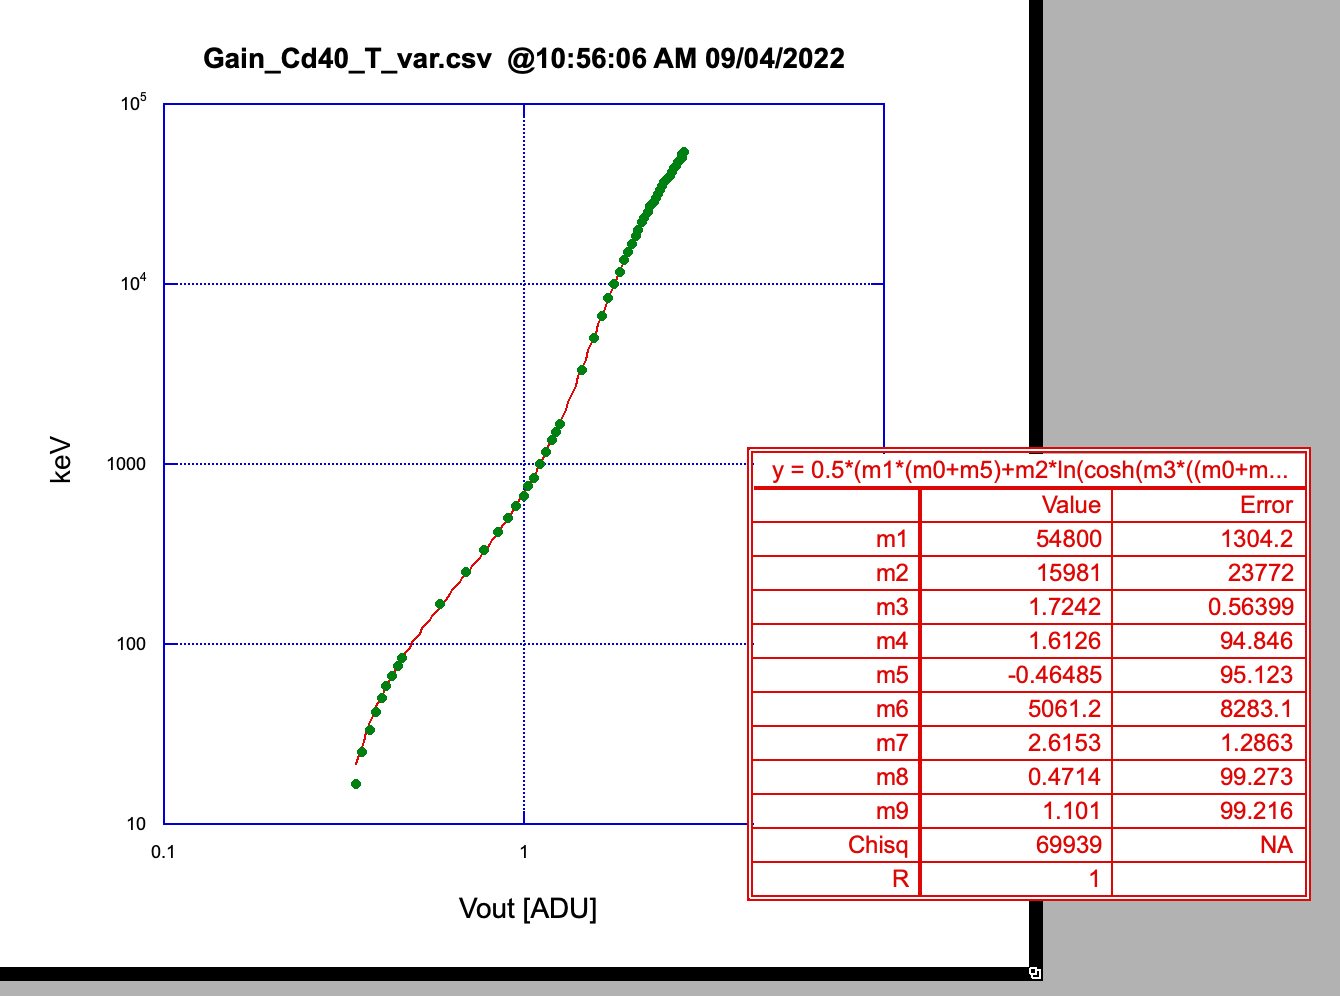 Gain_Cd40_T_var.csv @10:56:06 AM 09/04/2022
10⁵
10⁴
1000
100
10
keV
0.1
1
Vout [ADU]
y = 0.5*(m1*(m0+m5)+m2*ln(cosh(m3*((m0+m...
Value Error
m1 54800 1304.2
m2 15981 23772
m3 1.7242 0.56399
m4 1.6126 94.846
m5 -0.46485 95.123
m6 5061.2 8283.1
m7 2.6153 1.2863
m8 0.4714 99.273
m9 1.101 99.216
Chisq 69939 NA
R 1